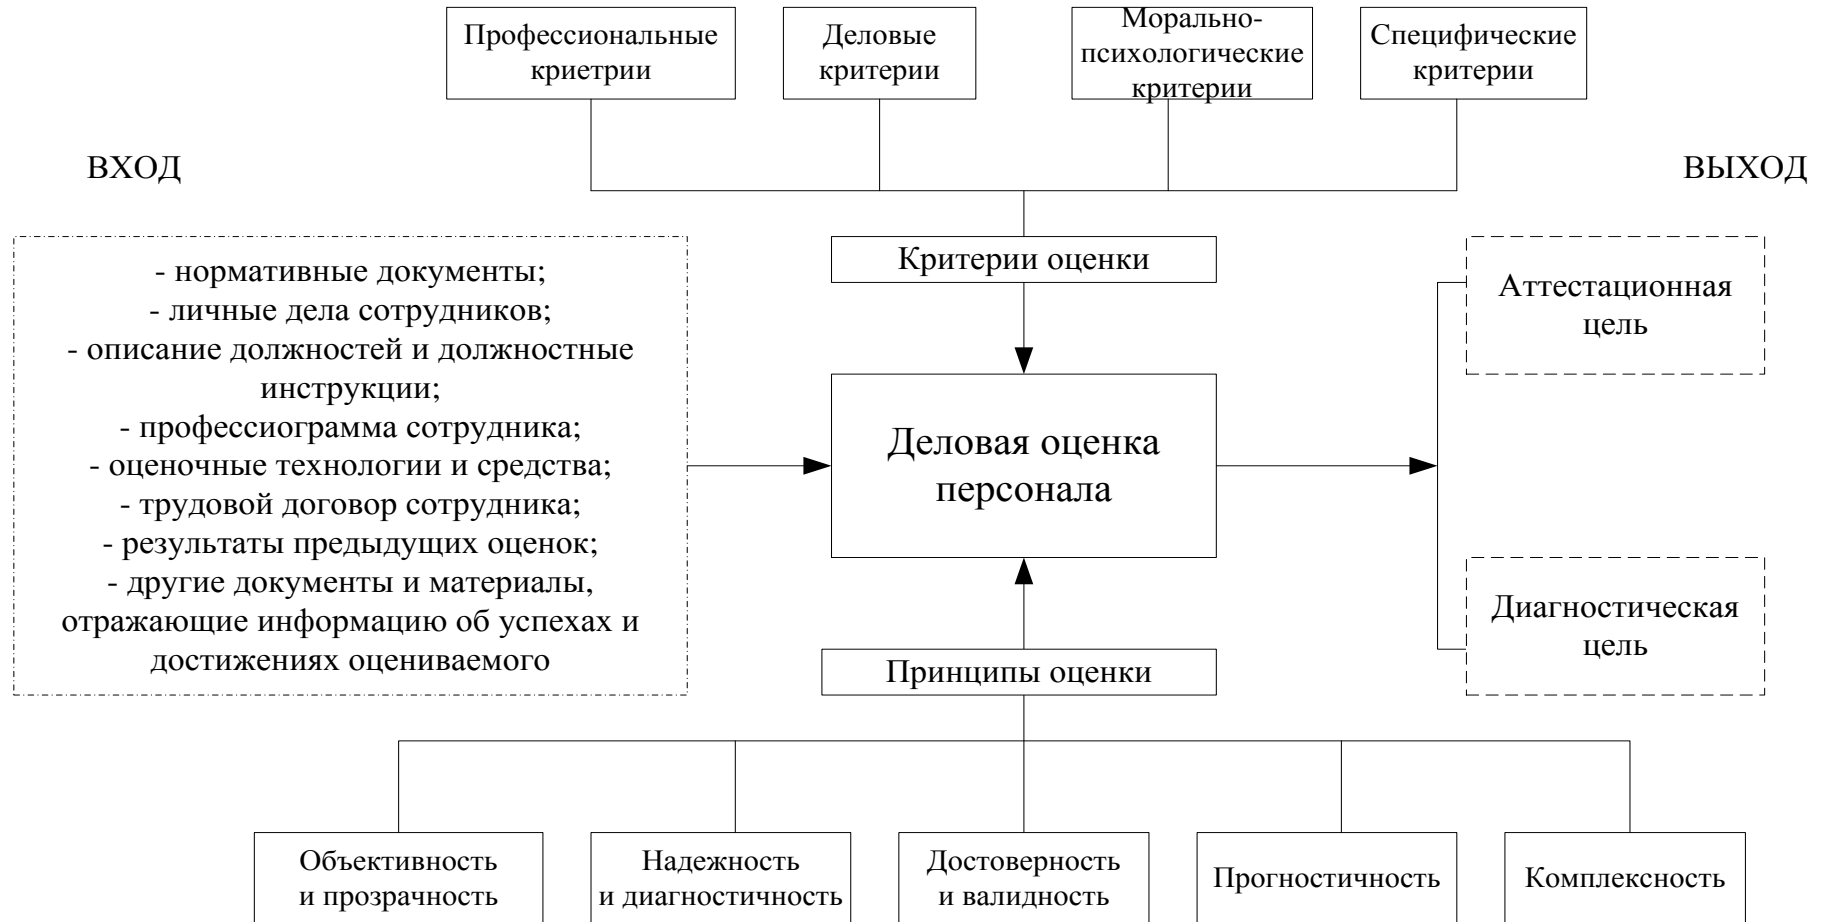 Профессиональные
криетрии
Деловые
критерии
Морально-
психологические
критерии
Специфические
критерии
ВХОД
ВЫХОД
- нормативные документы;
- личные дела сотрудников;
- описание должностей и должностные
инструкции;
- профессиограмма сотрудника;
- оценочные технологии и средства;
- трудовой договор сотрудника;
- результаты предыдущих оценок;
- другие документы и материалы,
отражающие информацию об успехах и
достижениях оцениваемого
Критерии оценки
Деловая оценка
персонала
Принципы оценки
Аттестационная
цель
Диагностическая
цель
Объективность
и прозрачность
Надежность
и диагностичность
Достоверность
и валидность
Прогностичность
Комплексность